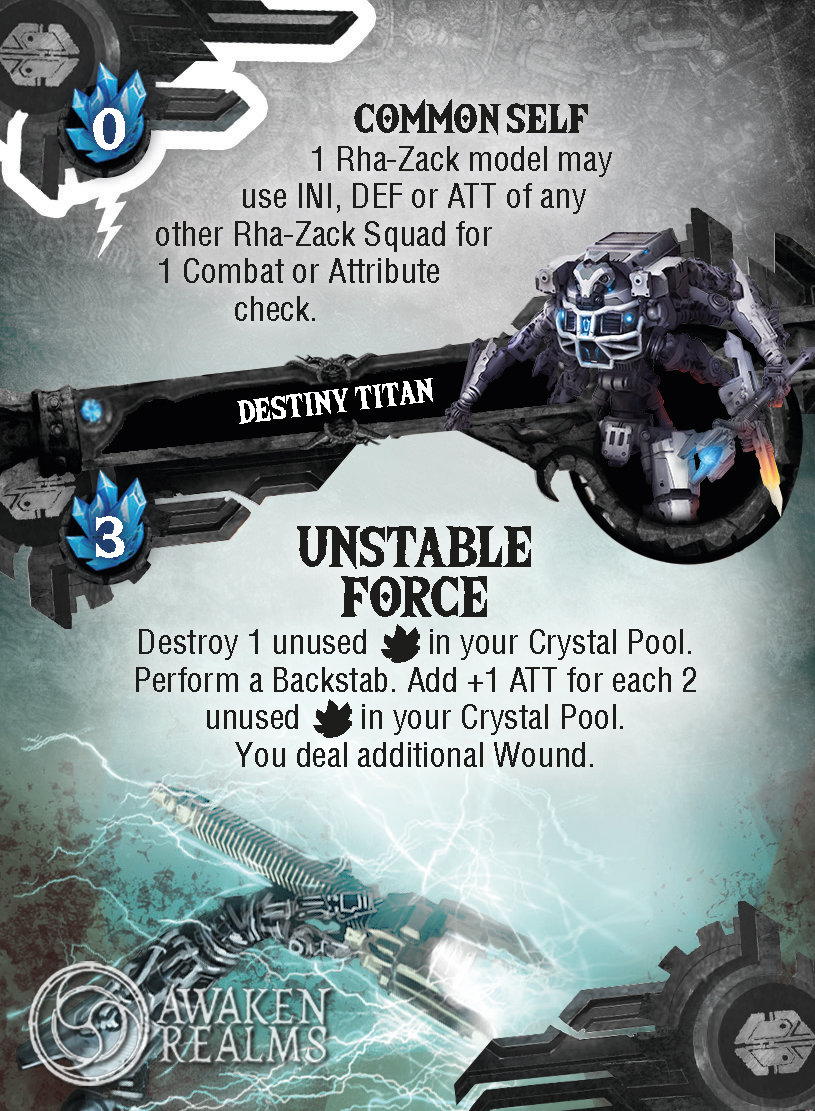 0
COMMON SELF
1 Rha-Zack model may
use INI, DEF or ATT of any
other Rha-Zack Squad for
1 Combat or Attribute
check.
DESTINY TITAN
3
UNSTABLE
FORCE
Destroy 1 unused in your Crystal Pool.
Perform a Backstab. Add +1 ATT for each 2
unused in your Crystal Pool.
You deal additional Wound.
AWAKEN
REALMS